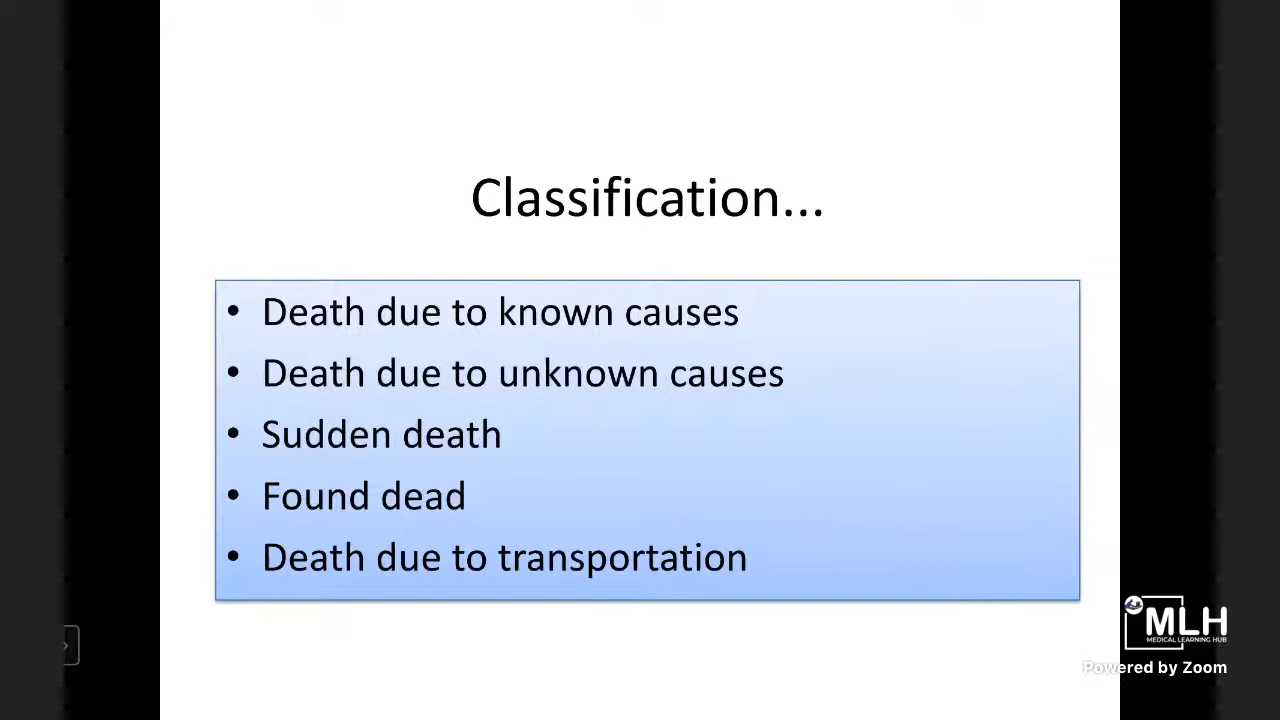 Classification...
• Death due to known causes
• Death due to unknown causes
• Sudden death
• Found dead
• Death due to transportation
MLH
MEDICAL LEARNING HUB
Powered by Zoom